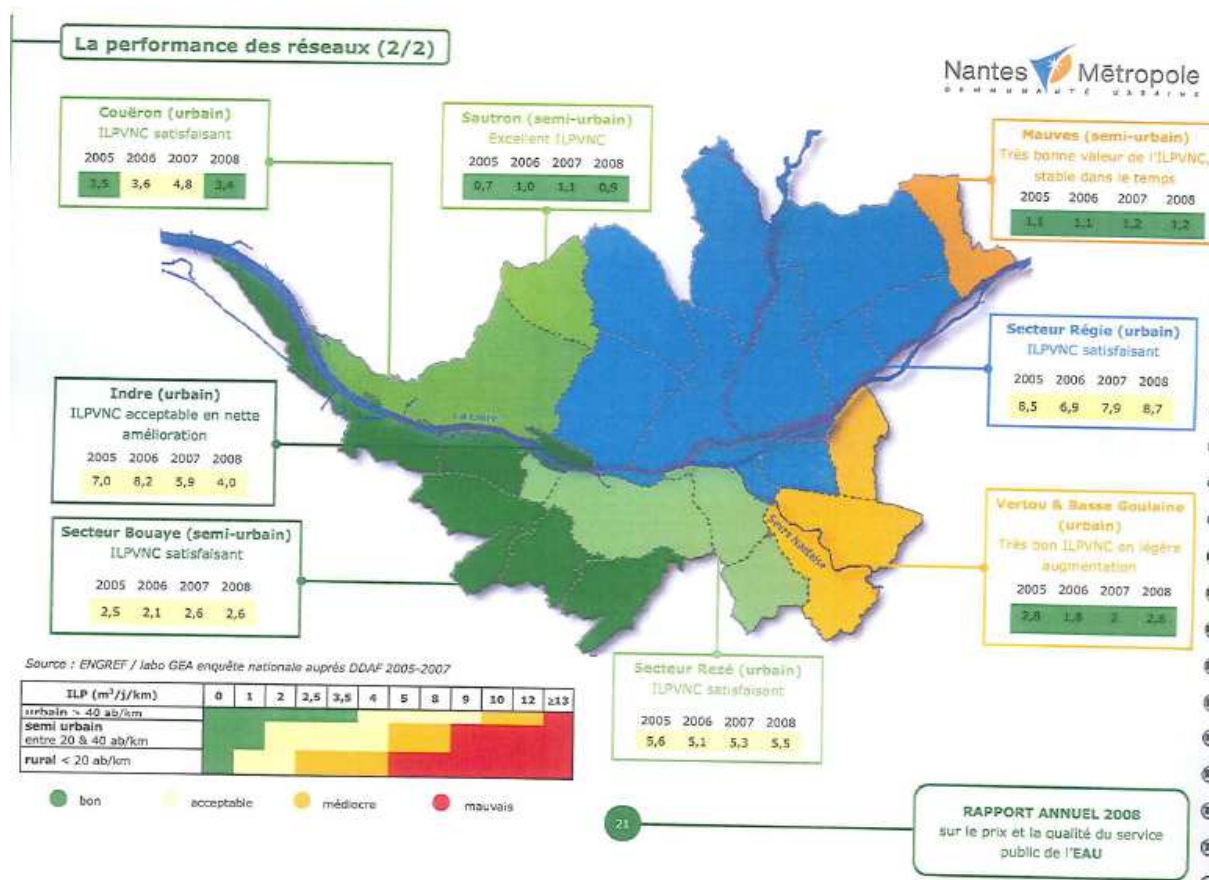 La performance des réseaux (2/2)
Nantes Métropole
COMMUNAUTÉ URBAINE
Couëron (urbain)
ILPVNC satisfaisant
2005 2006 2007 2008
3,5 3,6 4,8 3,4
Sautron (semi-urbain)
Excellent ILPVNC
2005 2006 2007 2008
0,7 1,0 1,1 0,9
Mauves (semi-urbain)
Très bonne valeur de l'ILPVNC,
stable dans le temps
2005 2006 2007 2008
1,1 1,1 1,2 1,2
Secteur Régie (urbain)
ILPVNC satisfaisant
2005 2006 2007 2008
8,5 6,9 7,9 8,7
Indre (urbain)
ILPVNC acceptable en nette
amélioration
2005 2006 2007 2008
7,0 8,2 5,9 4,0
La Loire
Secteur Bouaye (semi-urbain)
ILPVNC satisfaisant
2005 2006 2007 2008
2,5 2,1 2,6 2,6
Sèvre Nantaise
Vertou & Basse Goulaine
(urbain)
Très bon ILPVNC en légère
augmentation
2005 2006 2007 2008
2,8 1,8 2
Secteur Rezé (urbain)
ILPVNC satisfaisant
2005 2006 2007 2008
5,6 5,1 5,3 5,5
Source : ENGREF / labo GEA enquête nationale auprès DDAF 2005-2007
ILP (m³/j/km) 0 1 2 2,5 3,5 4 5 8 9 10 12 ≥13
urbain > 40 ab/km
semi urbain
entre 20 & 40 ab/km
rural < 20 ab/km
bon acceptable médiocre mauvais
21
RAPPORT ANNUEL 2008
sur le prix et la qualité du service
public de l'EAU